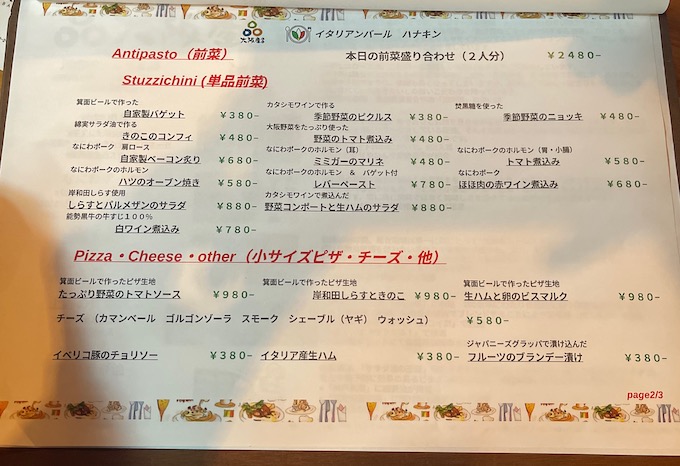 大阪産 イタリアンバール ハナキン
Antipasto（前菜） 本日の前菜盛り合わせ（２人分） ￥２４８０－
Stuzzichini (単品前菜)
箕面ビールで作った カタシモワインで作る 焚黒糖を使った
自家製バゲット ￥３８０－ 季節野菜のピクルス ￥３８０－ 季節野菜のニョッキ ￥４８０－
綿実サラダ油で作る 大阪野菜をたっぷり使った
きのこのコンフィ ￥４８０－ 野菜のトマト煮込み ￥４８０－
なにわポーク 肩ロース なにわポークのホルモン（耳） なにわポークのホルモン（胃・小腸）
自家製ベーコン炙り ￥６８０－ ミミガーのマリネ ￥４８０－ トマト煮込み ￥５８０－
なにわポークのホルモン なにわポークのホルモン ＆ バゲット付 なにわポーク
ハツのオーブン焼き ￥５８０－ レバーペースト ￥７８０－ ほほ肉の赤ワイン煮込み ￥６８０－
岸和田しらす使用 カタシモワインで煮込んだ
しらすとパルメザンのサラダ ￥８８０－ 野菜コンポートと生ハムのサラダ ￥８８０－
能勢黒牛の牛すじ１００％
白ワイン煮込み ￥７８０－
Pizza・Cheese・other（小サイズピザ・チーズ・他）
箕面ビールで作ったピザ生地 箕面ビールで作ったピザ生地 箕面ビールで作ったピザ生地
たっぷり野菜のトマトソース ￥９８０－ 岸和田しらすときのこ ￥９８０－ 生ハムと卵のビスマルク ￥９８０－
チーズ （カマンベール ゴルゴンゾーラ スモーク シェーブル（ヤギ） ウォッシュ） ￥５８０－
ジャパニーズグラッパで漬け込んだ
イベリコ豚のチョリソー ￥３８０－ イタリア産生ハム ￥３８０－ フルーツのブランデー漬け ￥３８０－
page2/3